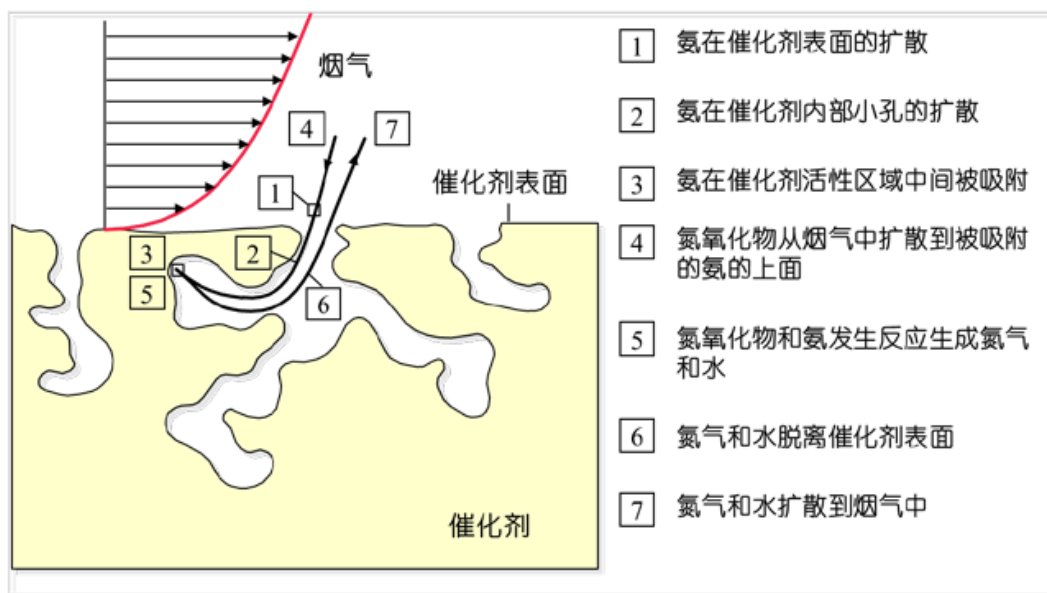 烟气
4
7
1
催化剂表面
3
2
5
6
催化剂
1 氨在催化剂表面的扩散
2 氨在催化剂内部小孔的扩散
3 氨在催化剂活性区域中间被吸附
4 氮氧化物从烟气中扩散到被吸附
的氨的上面
5 氮氧化物和氨发生反应生成氮气
和水
6 氮气和水脱离催化剂表面
7 氮气和水扩散到烟气中